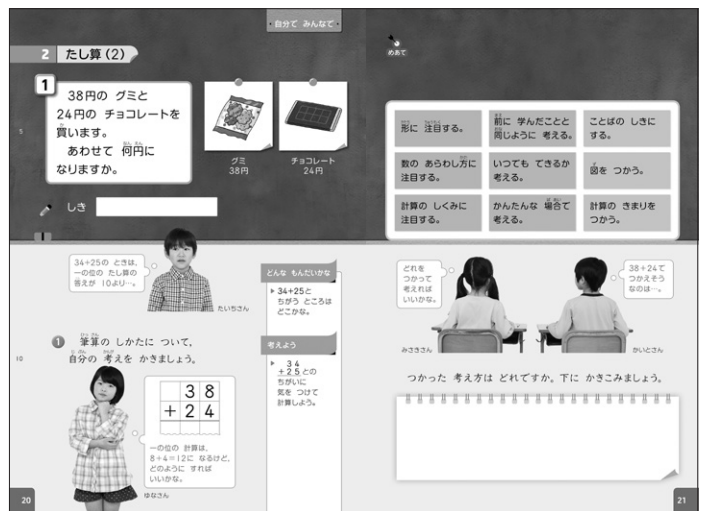 ・自分で みんなで・
2 たし算(2)
1
38円の グミと
24円の チョコレートを
買います。
あわせて 何円に
なりますか。
5
グミ
38円
チョコレート
24円
しき
34+25の ときは、
一の位の たし算の
答えが 10より…。
たいちさん
どんな もんだいかな
▶34+25と
ちがう ところは
どこかな。
1 筆算の しかたに ついて、
自分の 考えを かきましょう。
10
考えよう
▶ 34
+25との
ちがいに
気を つけて
計算しよう。
38
+24
一の位の 計算は、
8+4=12に なるけど、
どのように すれば
いいかな。
ゆなさん
20
めあて
形に 注目する。
前に 学んだことと
同じように 考える。
ことばの しきに
する。
数の あらわし方に
注目する。
いつでも できるか
考える。
図を つかう。
計算の しくみに
注目する。
かんたんな 場合で
考える。
計算の きまりを
つかう。
どれを
つかって
考えれば
いいかな。
みさきさん
38+24で
つかえそう
なのは…。
かいとさん
つかった 考え方は どれですか。下に かきこみましょう。
21